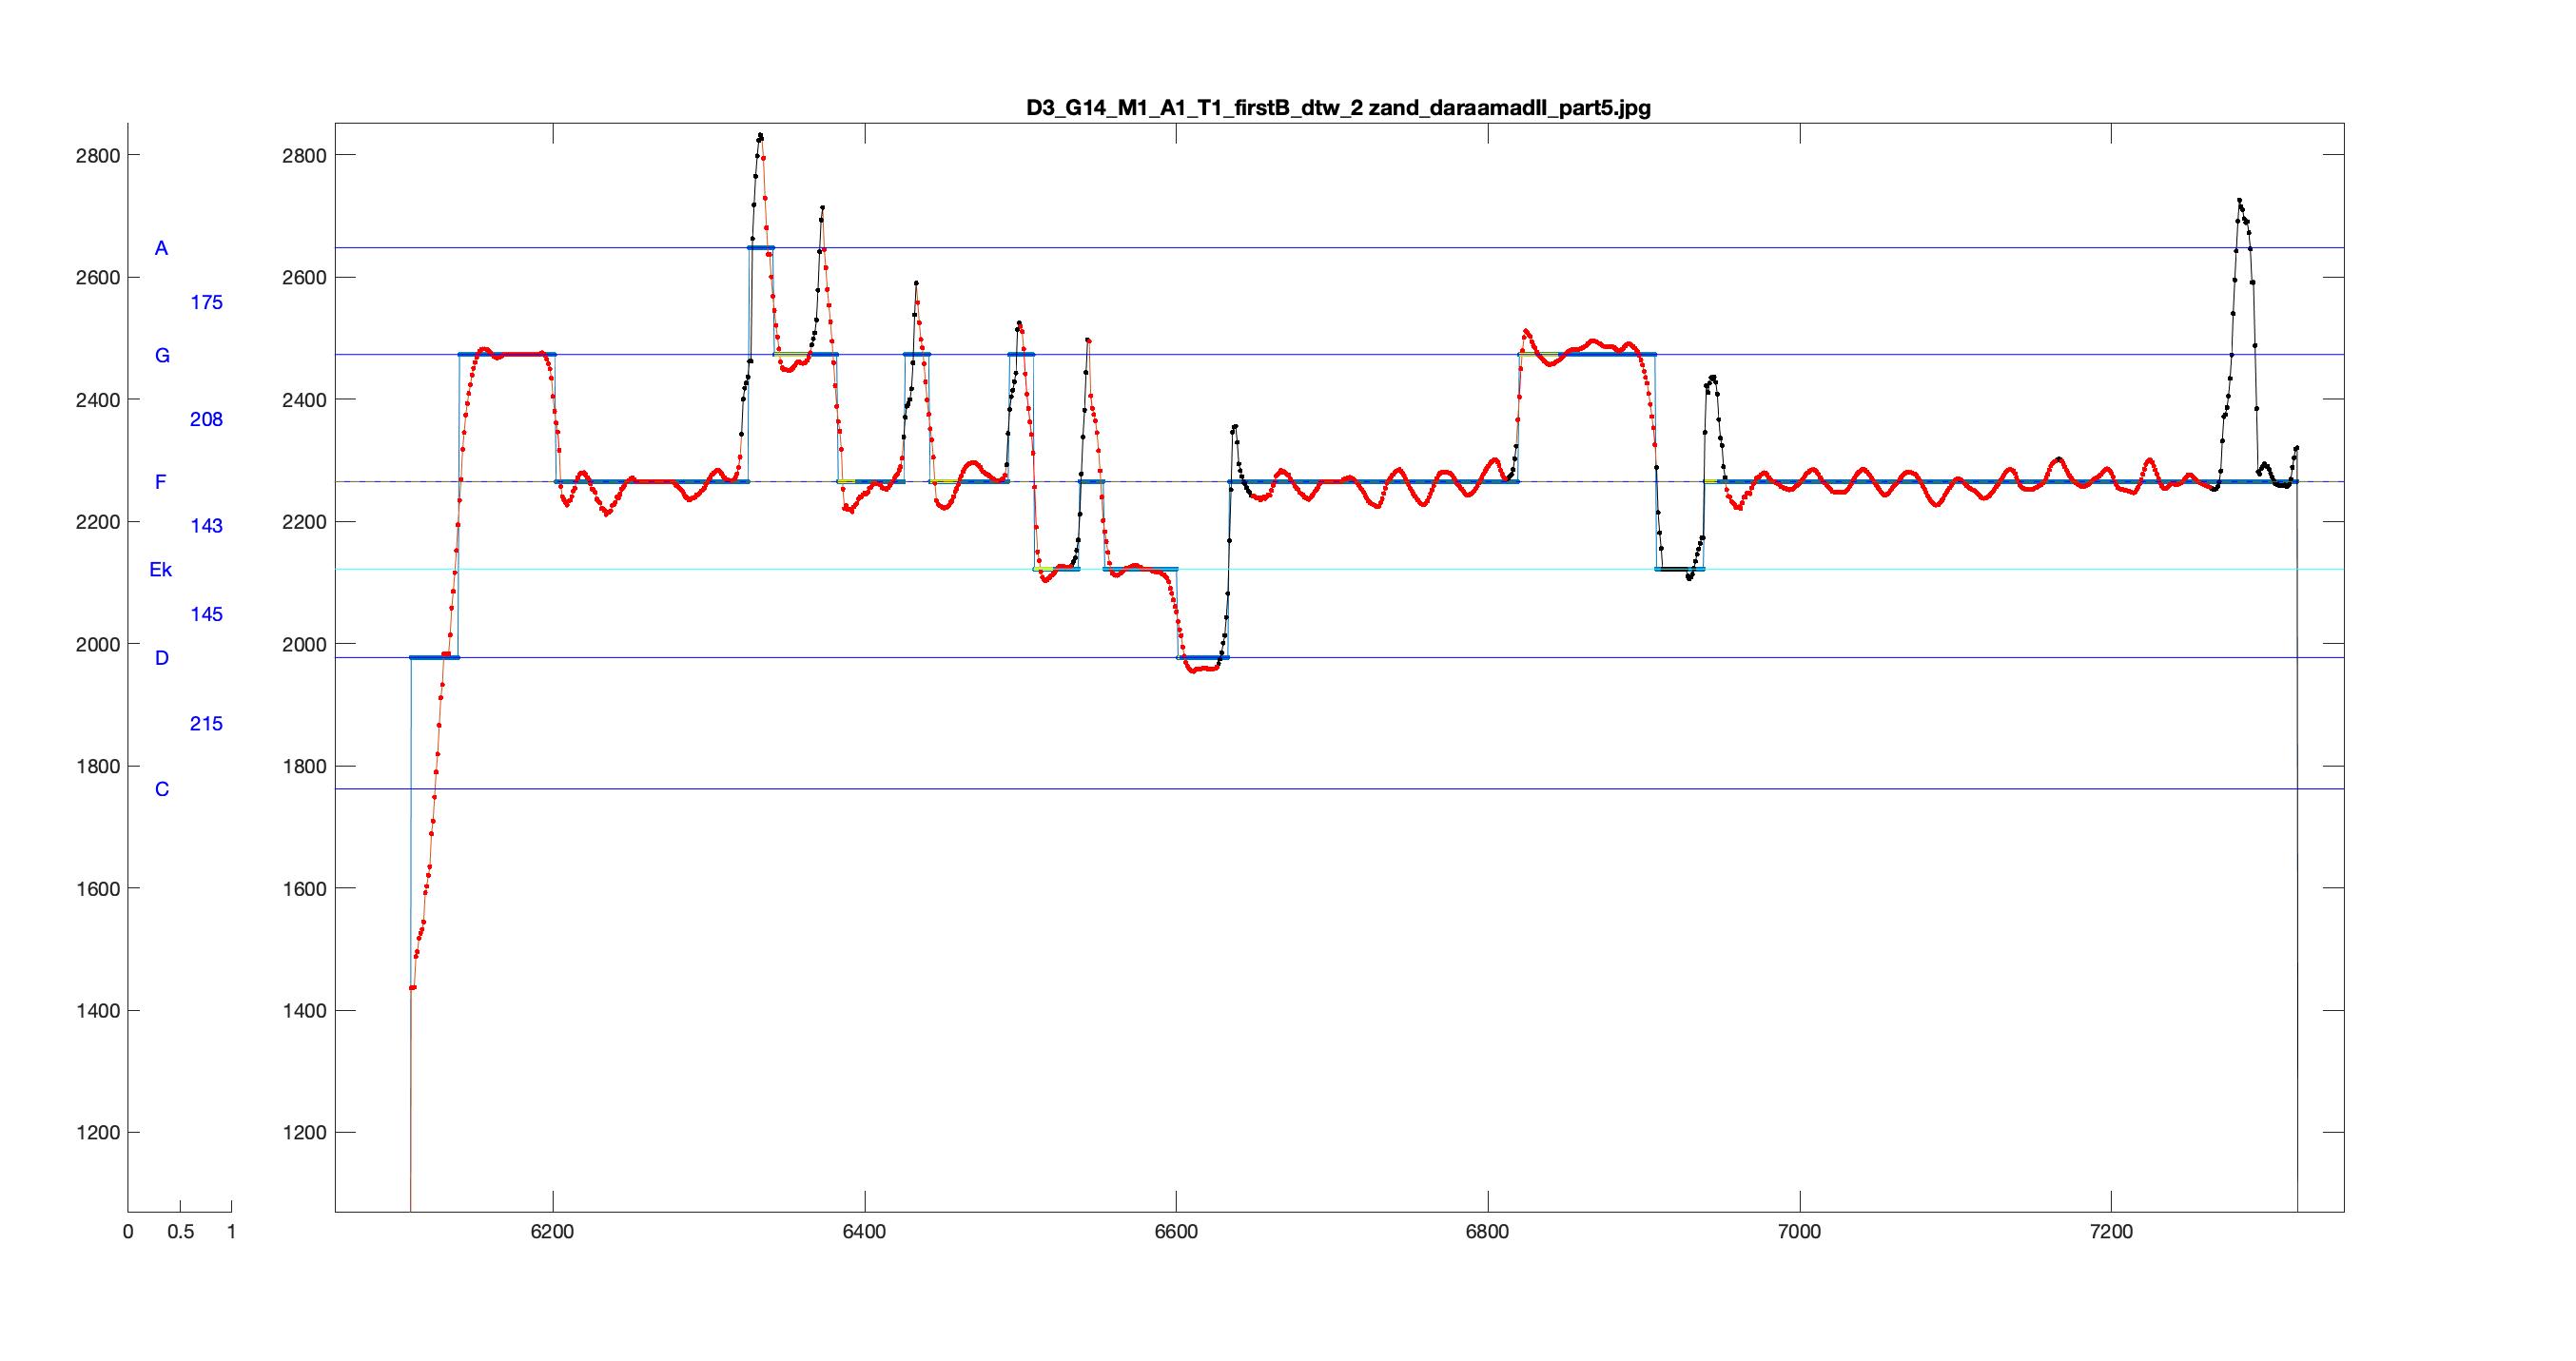 D3_G14_M1_A1_T1_firstB_dtw_2 zand_daraamadII_part5.jpg
2800 2800
A
2600 2600
175
G
2400 2400
208
F
2200 2200
143
Ek
145
2000 2000
D
215
1800 1800
C
1600 1600
1400 1400
1200 1200
0 0.5 1 6200 6400 6600 6800 7000 7200